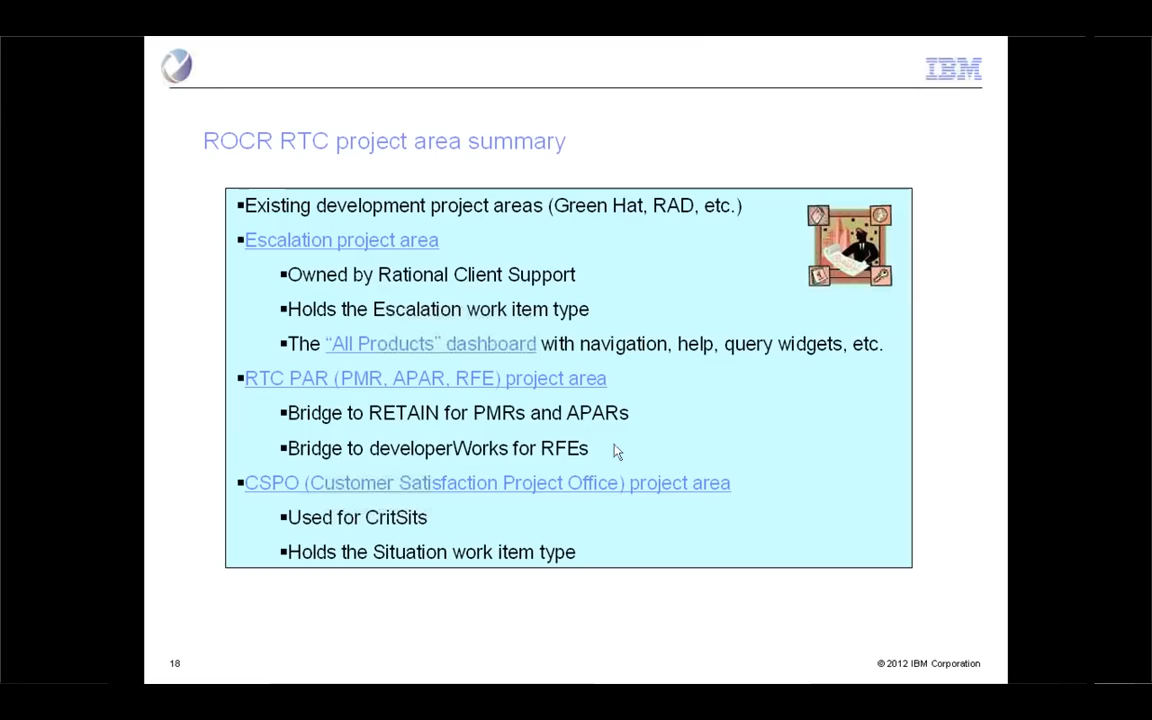 IBM
ROCR RTC project area summary
▪Existing development project areas (Green Hat, RAD, etc.)
▪Escalation project area
▪Owned by Rational Client Support
▪Holds the Escalation work item type
▪The “All Products” dashboard with navigation, help, query widgets, etc.
▪RTC PAR (PMR, APAR, RFE) project area
▪Bridge to RETAIN for PMRs and APARs
▪Bridge to developerWorks for RFEs
▪CSPO (Customer Satisfaction Project Office) project area
▪Used for CritSits
▪Holds the Situation work item type
18
© 2012 IBM Corporation